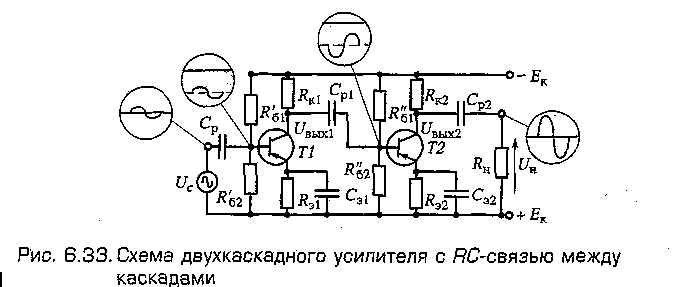 − Eк
R′б1
Rк1
Cр1
R″б1
Rк2
Cр2
Cр
Uвых1
Uвых2
T1
T2
Uс
R′б2
R″б2
Rн
Uн
Rэ1
Cэ1
Rэ2
Cэ2
+ Eк
Рис. 6.33. Схема двухкаскадного усилителя с RC-связью между
каскадами